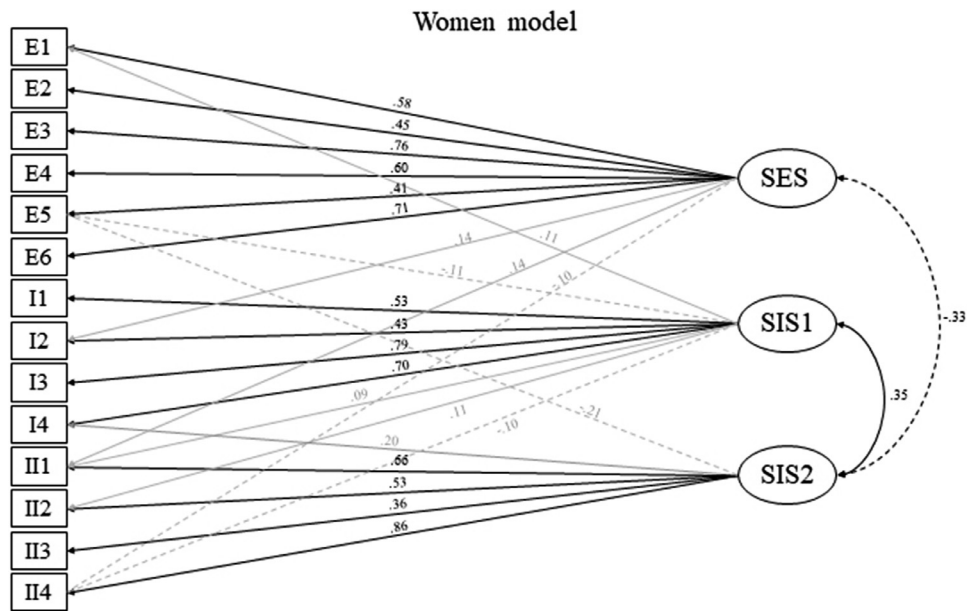 Women model
E1
E2
E3
E4
E5
E6
I1
I2
I3
I4
II1
II2
II3
II4
.58
.45
.76
.60
.41
.71
.14
.14
-.10
.11
-.11
.53
.43
.79
.70
.09
.11
-.10
-.21
.20
.66
.53
.36
.86
SES
SIS1
SIS2
-.33
.35